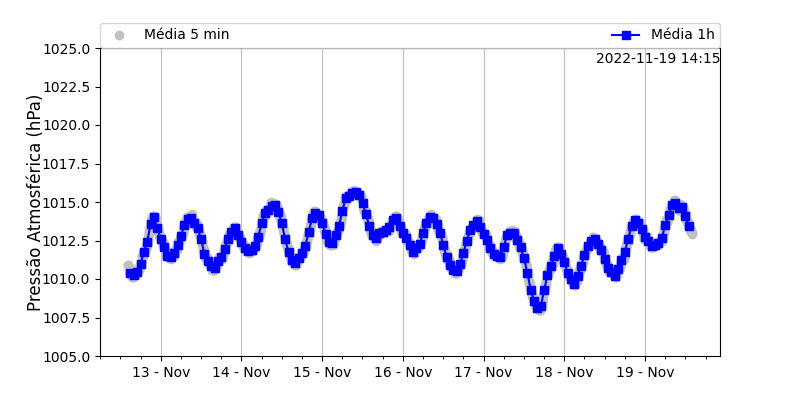 Média 5 min
Média 1h
2022-11-19 14:15
Pressão Atmosférica (hPa)
1025.0
1022.5
1020.0
1017.5
1015.0
1012.5
1010.0
1007.5
1005.0
13 - Nov
14 - Nov
15 - Nov
16 - Nov
17 - Nov
18 - Nov
19 - Nov